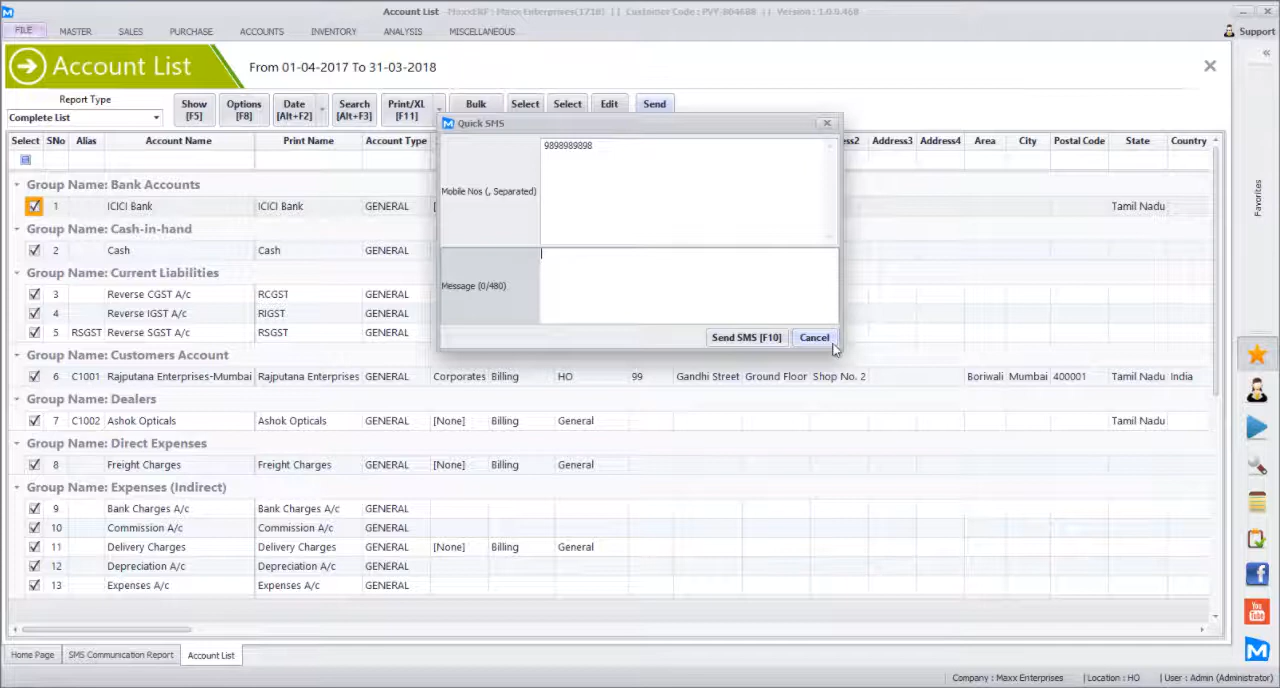 Account List - MaxxERP : Maxx Enterprises(1718) || Customer Code : PVY-804688 || Version : 1.0.0.468
FILE MASTER SALES PURCHASE ACCOUNTS INVENTORY ANALYSIS MISCELLANEOUS Support
Account List From 01-04-2017 To 31-03-2018
Report Type
Complete List
Show [F5] Options [F8] Date [Alt+F2] Search [Alt+F3] Print/XL [F11] Bulk Select Select Edit Send
Quick SMS
Mobile Nos (, Separated) 9898989898
Message (0/480)
Send SMS [F10] Cancel
Select SNo Alias Account Name Print Name Account Type Address3 Address4 Area City Postal Code State Country
Group Name: Bank Accounts
1 ICICI Bank ICICI Bank GENERAL Tamil Nadu
Group Name: Cash-in-hand
2 Cash Cash GENERAL
Group Name: Current Liabilities
3 Reverse CGST A/c RCGST GENERAL
4 Reverse IGST A/c RIGST GENERAL
5 RSGST Reverse SGST A/c RSGST GENERAL
Group Name: Customers Account
6 C1001 Rajputana Enterprises-Mumbai Rajputana Enterprises GENERAL Corporates Billing HO 99 Gandhi Street Ground Floor Shop No. 2 Boriwali Mumbai 400001 Tamil Nadu India
Group Name: Dealers
7 C1002 Ashok Opticals Ashok Opticals GENERAL [None] Billing General Tamil Nadu
Group Name: Direct Expenses
8 Freight Charges Freight Charges GENERAL [None] Billing General
Group Name: Expenses (Indirect)
9 Bank Charges A/c Bank Charges A/c GENERAL
10 Commission A/c Commission A/c GENERAL
11 Delivery Charges Delivery Charges GENERAL [None] Billing General
12 Depreciation A/c Depreciation A/c GENERAL
13 Expenses A/c Expenses A/c GENERAL
Favorites
You Tube
Home Page SMS Communication Report Account List
Company : Maxx Enterprises | Location : HO | User : Admin (Administrator)